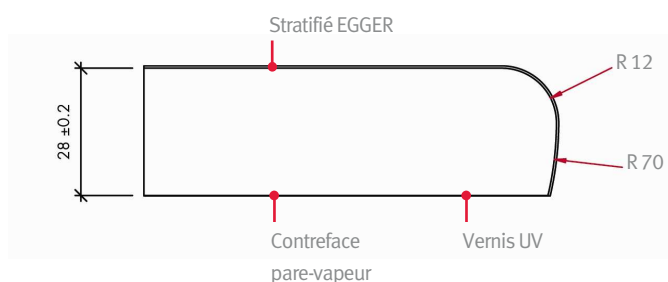 Stratifié EGGER
R 12
28 ±0.2
R 70
Contreface
pare-vapeur
Vernis UV